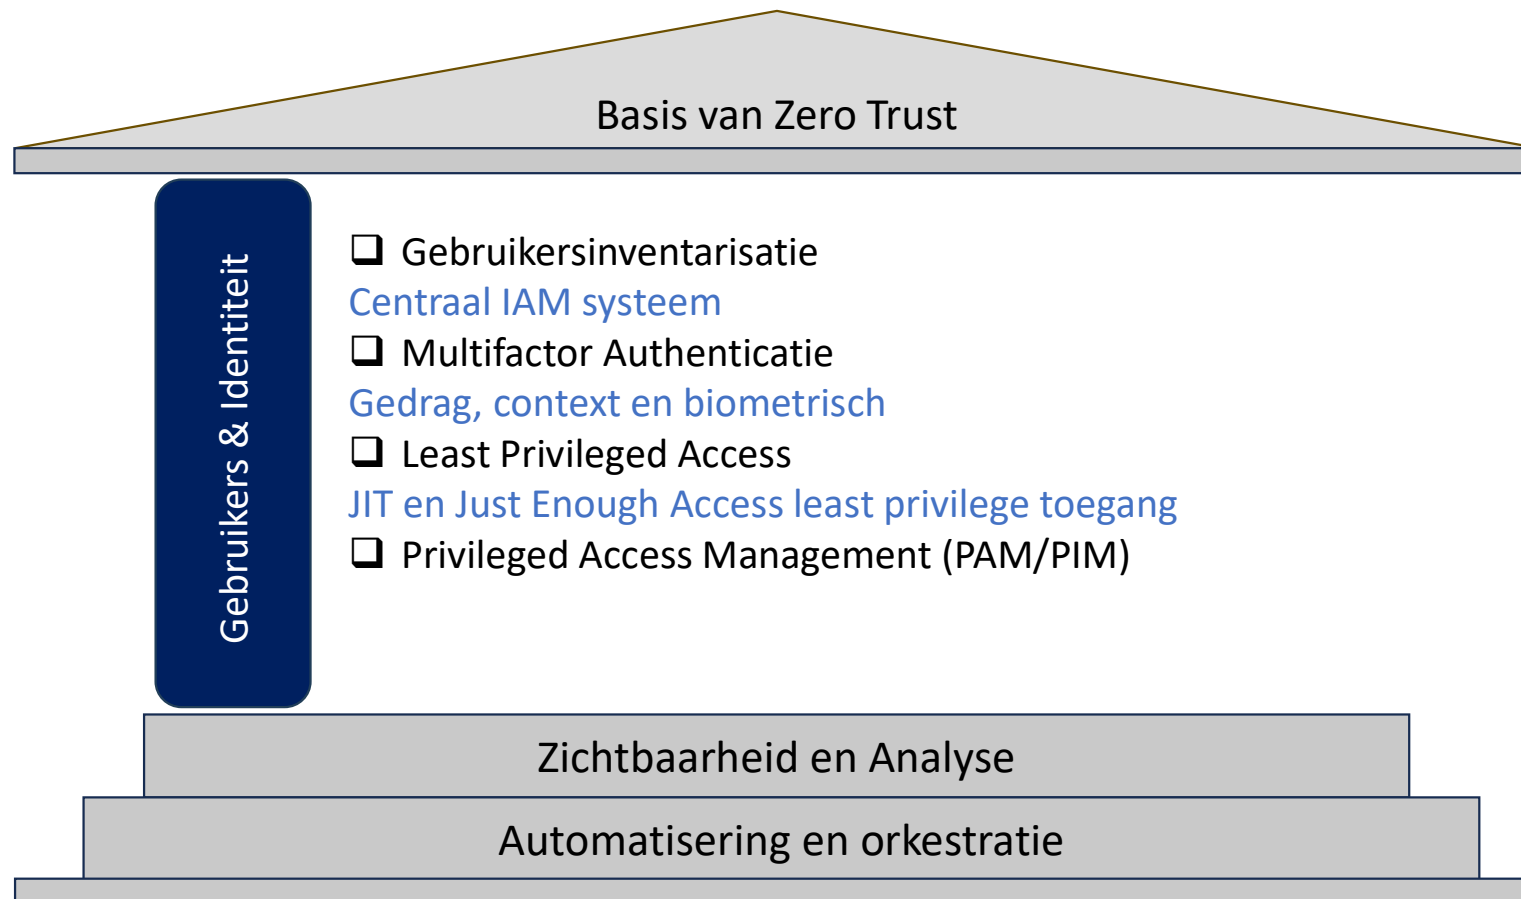 Basis van Zero Trust
Gebruikers & Identiteit
❑ Gebruikersinventarisatie
Centraal IAM systeem
❑ Multifactor Authenticatie
Gedrag, context en biometrisch
❑ Least Privileged Access
JIT en Just Enough Access least privilege toegang
❑ Privileged Access Management (PAM/PIM)
Zichtbaarheid en Analyse
Automatisering en orkestratie